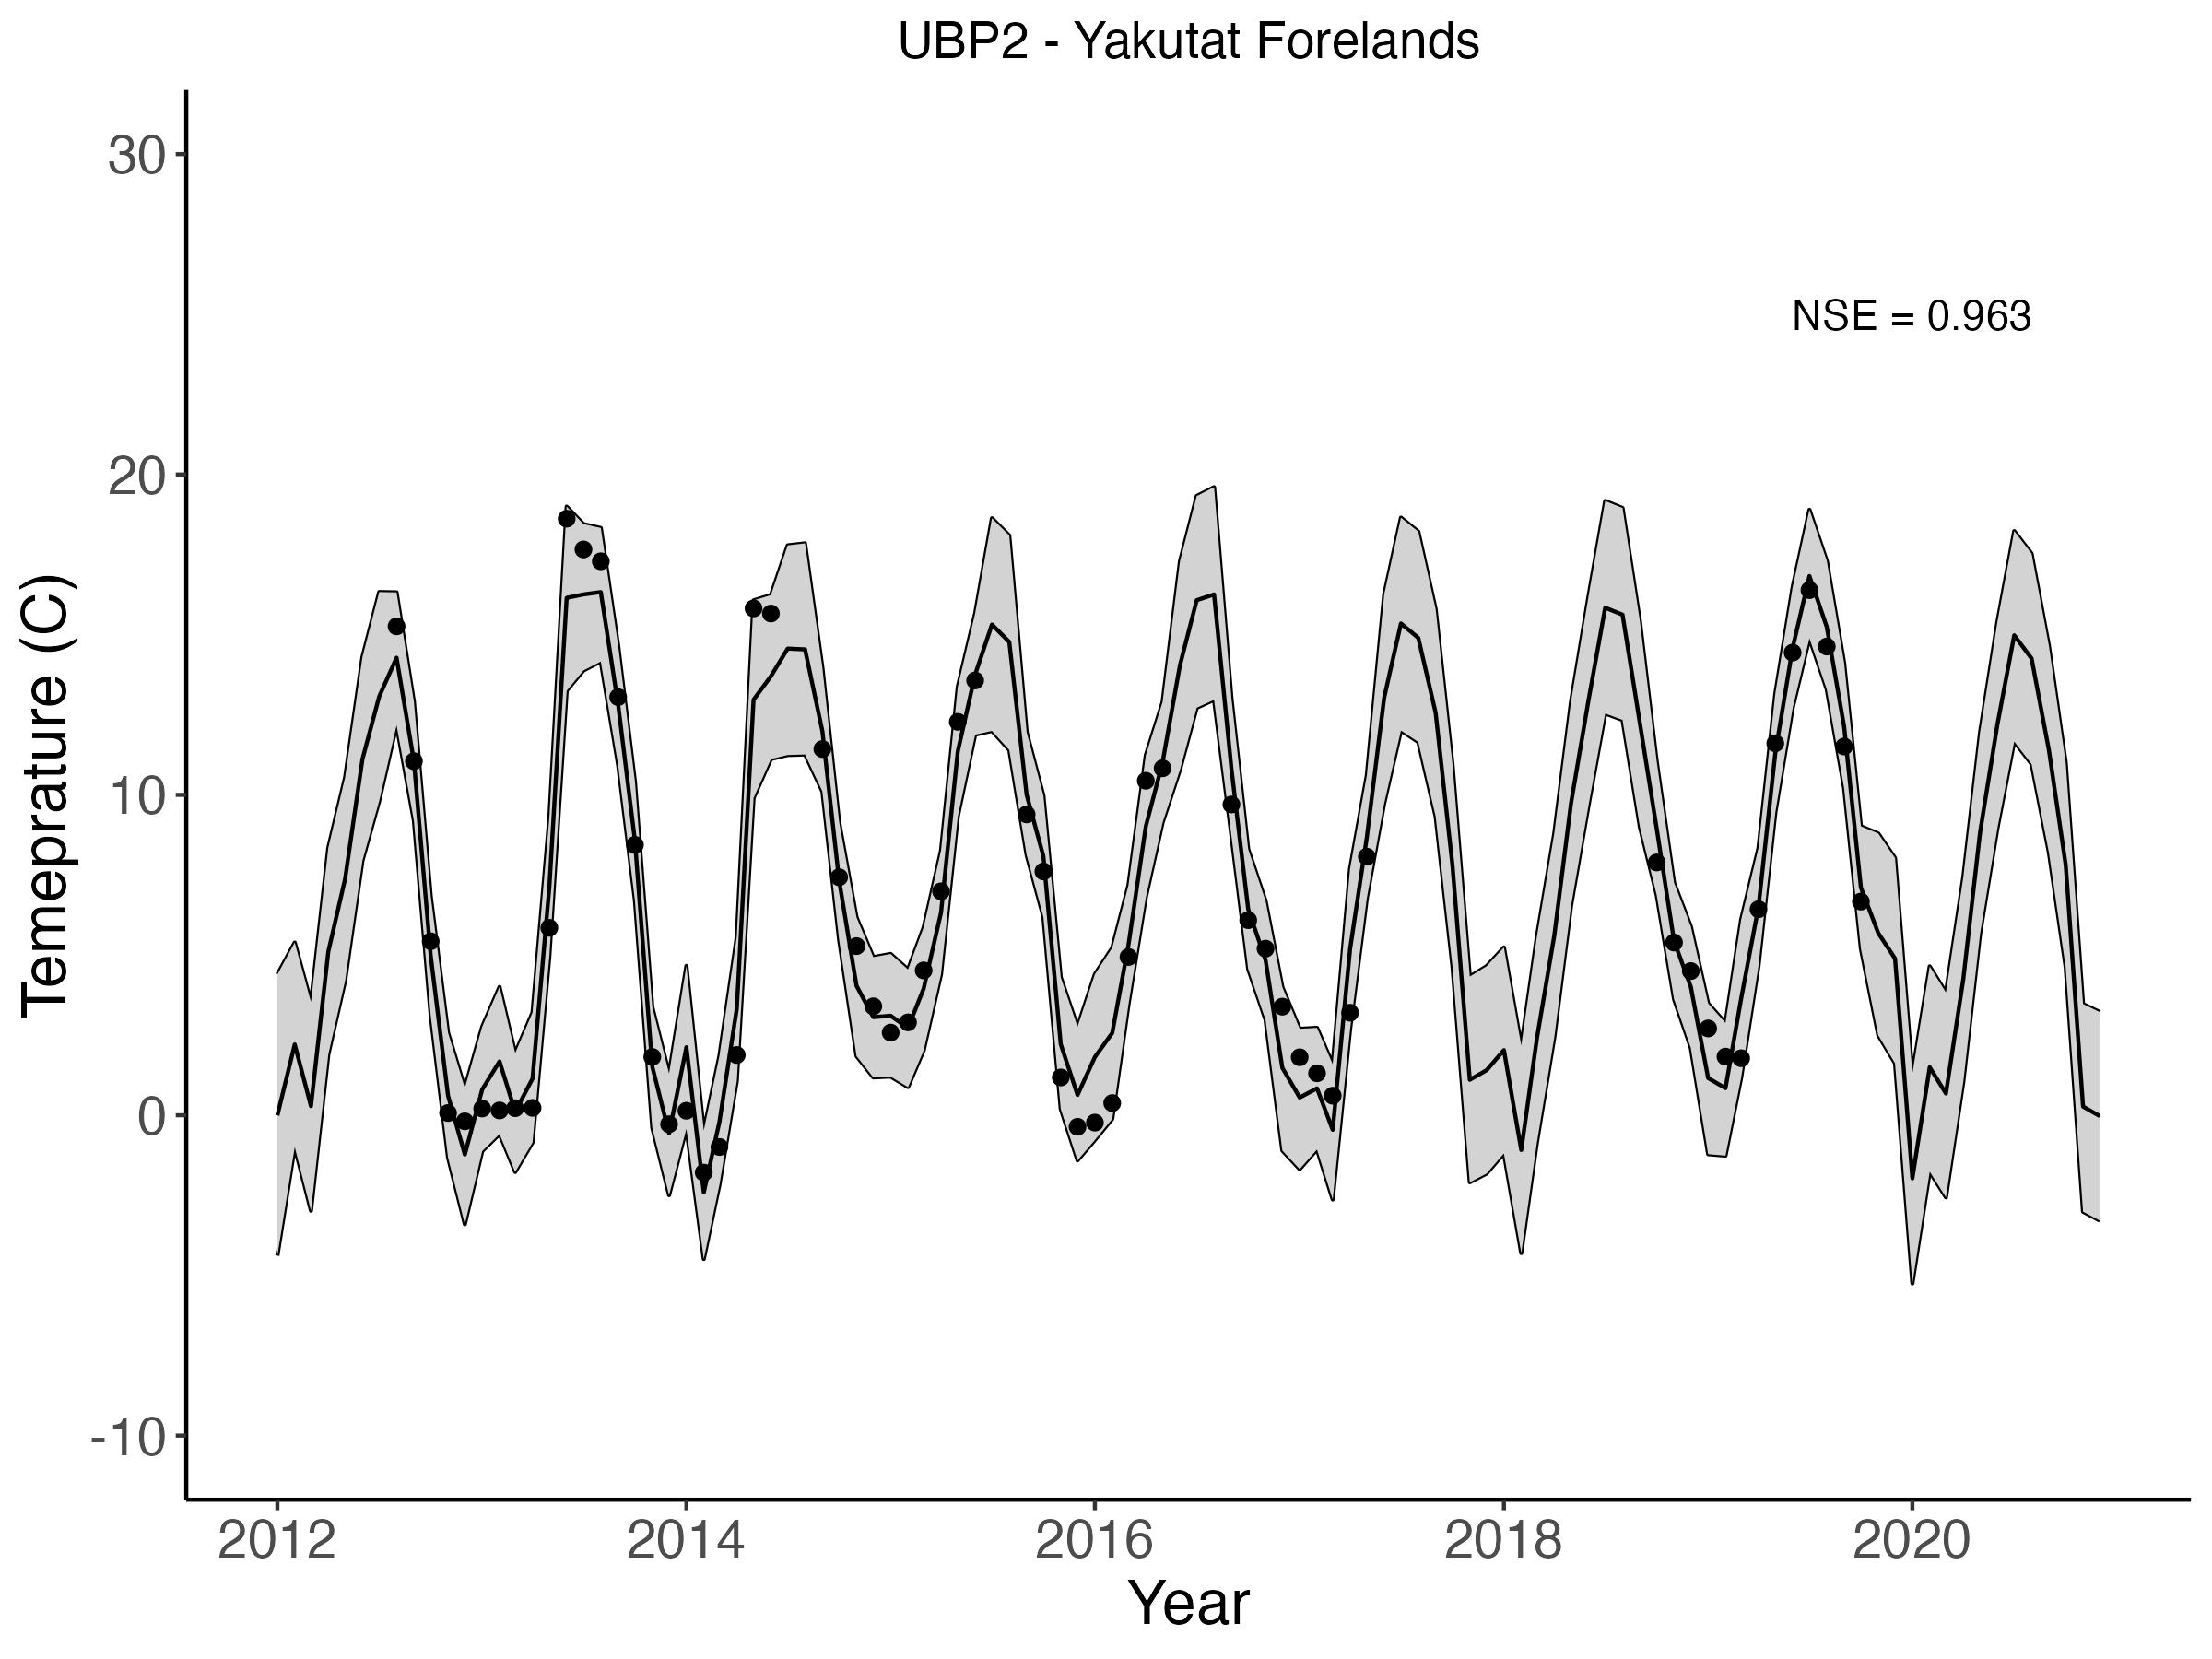 UBP2 - Yakutat Forelands
30
NSE = 0.963
20
Temeprature (C)
10
0
-10
2012 2014 2016 2018 2020
Year